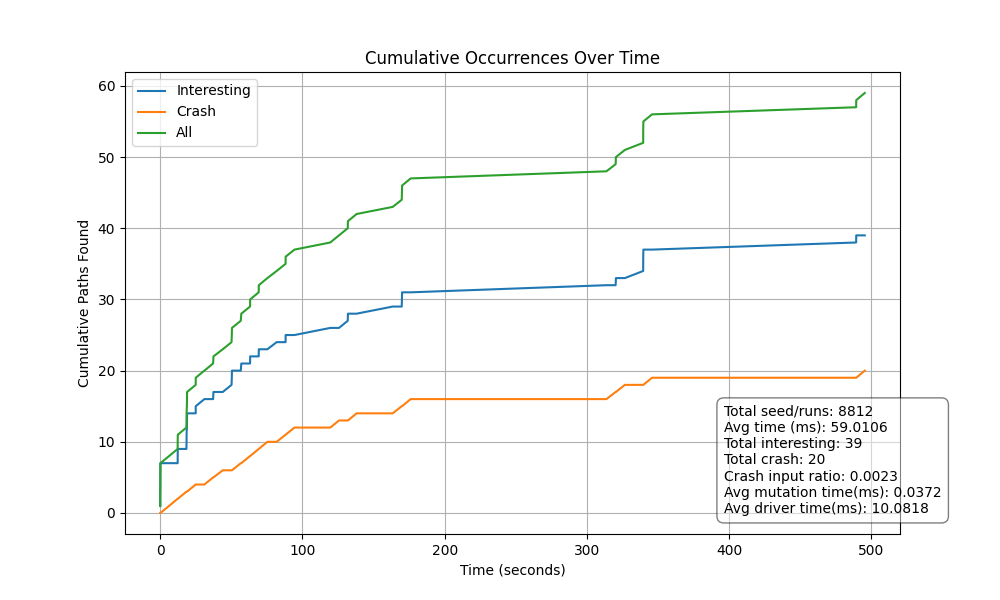 Cumulative Occurrences Over Time
Interesting
Crash
All
60
50
40
30
20
10
0
Cumulative Paths Found
Total seed/runs: 8812
Avg time (ms): 59.0106
Total interesting: 39
Total crash: 20
Crash input ratio: 0.0023
Avg mutation time(ms): 0.0372
Avg driver time(ms): 10.0818
0 100 200 300 400 500
Time (seconds)